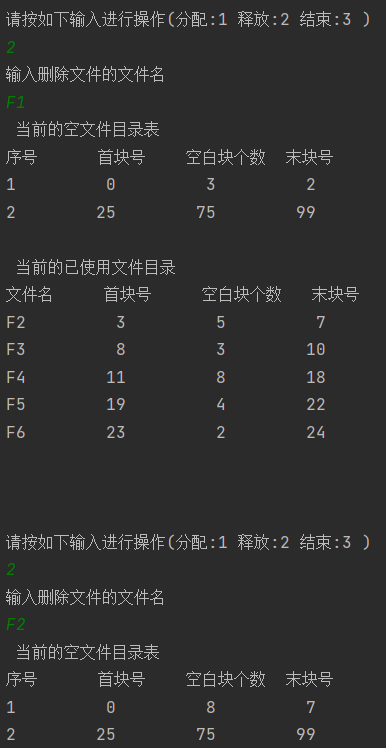 请按如下输入进行操作(分配:1 释放:2 结束:3 )
2
输入删除文件的文件名
F1
当前的空文件目录表
序号 首块号 空白块个数 末块号
1 0 3 2
2 25 75 99
当前的已使用文件目录
文件名 首块号 空白块个数 末块号
F2 3 5 7
F3 8 3 10
F4 11 8 18
F5 19 4 22
F6 23 2 24
请按如下输入进行操作(分配:1 释放:2 结束:3 )
2
输入删除文件的文件名
F2
当前的空文件目录表
序号 首块号 空白块个数 末块号
1 0 8 7
2 25 75 99